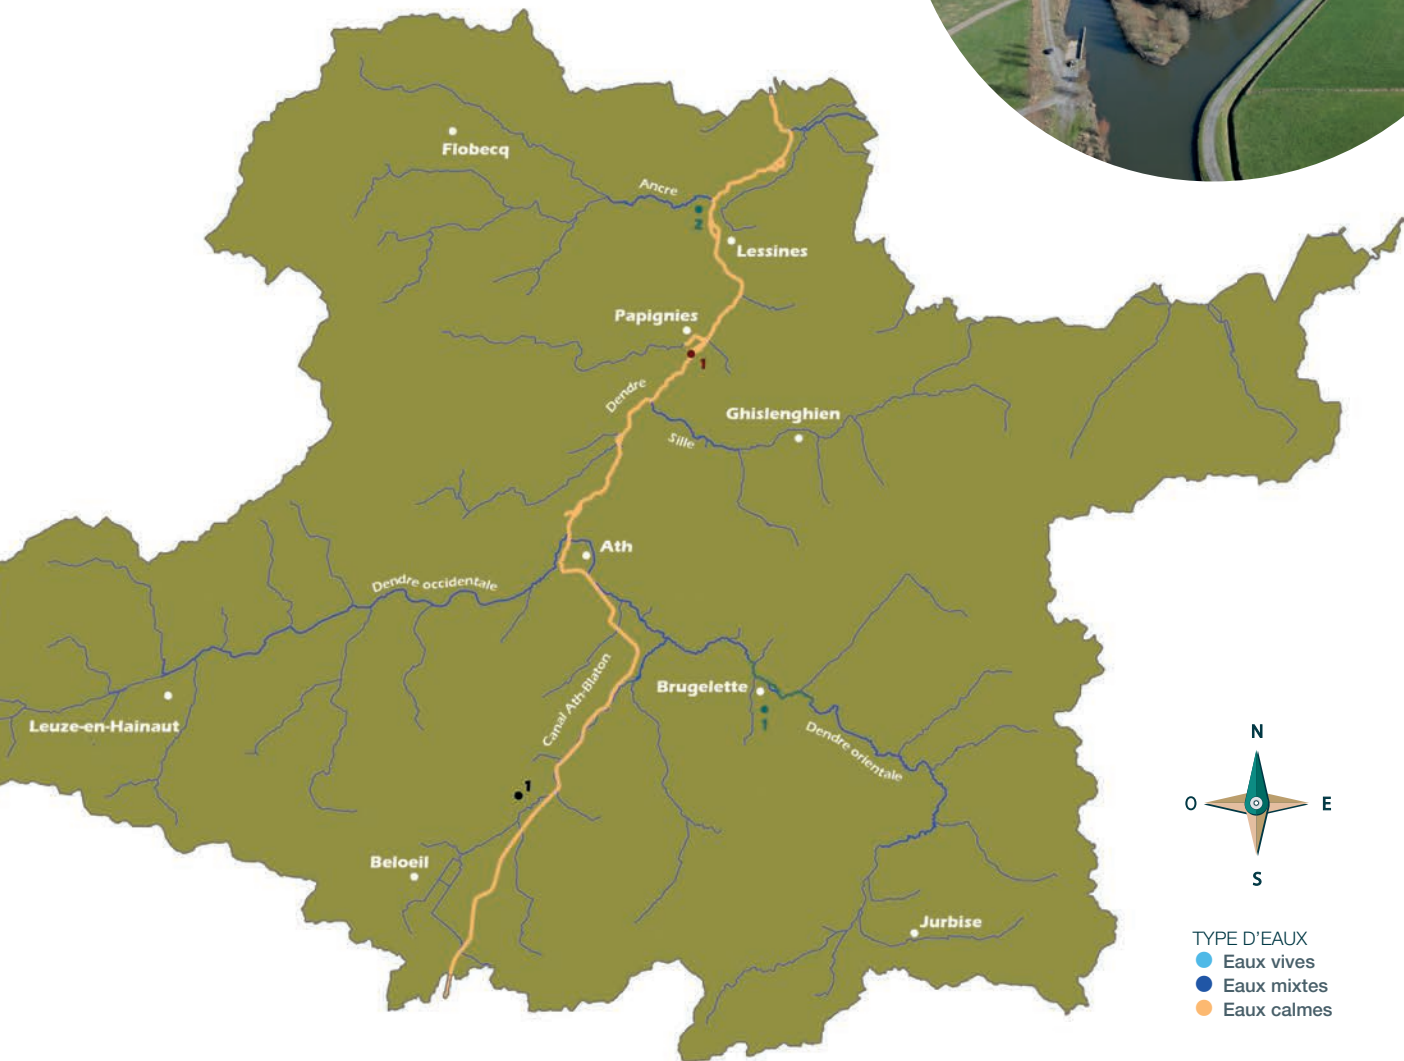 Flobecq
Ancre
2
Lessines
Papignies
1
Dendre
Ghislenghien
Sille
Ath
Dendre occidentale
Canal Ath-Blaton
Brugelette
1
Leuze-en-Hainaut
Dendre orientale
1
Beloeil
Jurbise
N
O
E
S
TYPE D'EAUX
Eaux vives
Eaux mixtes
Eaux calmes